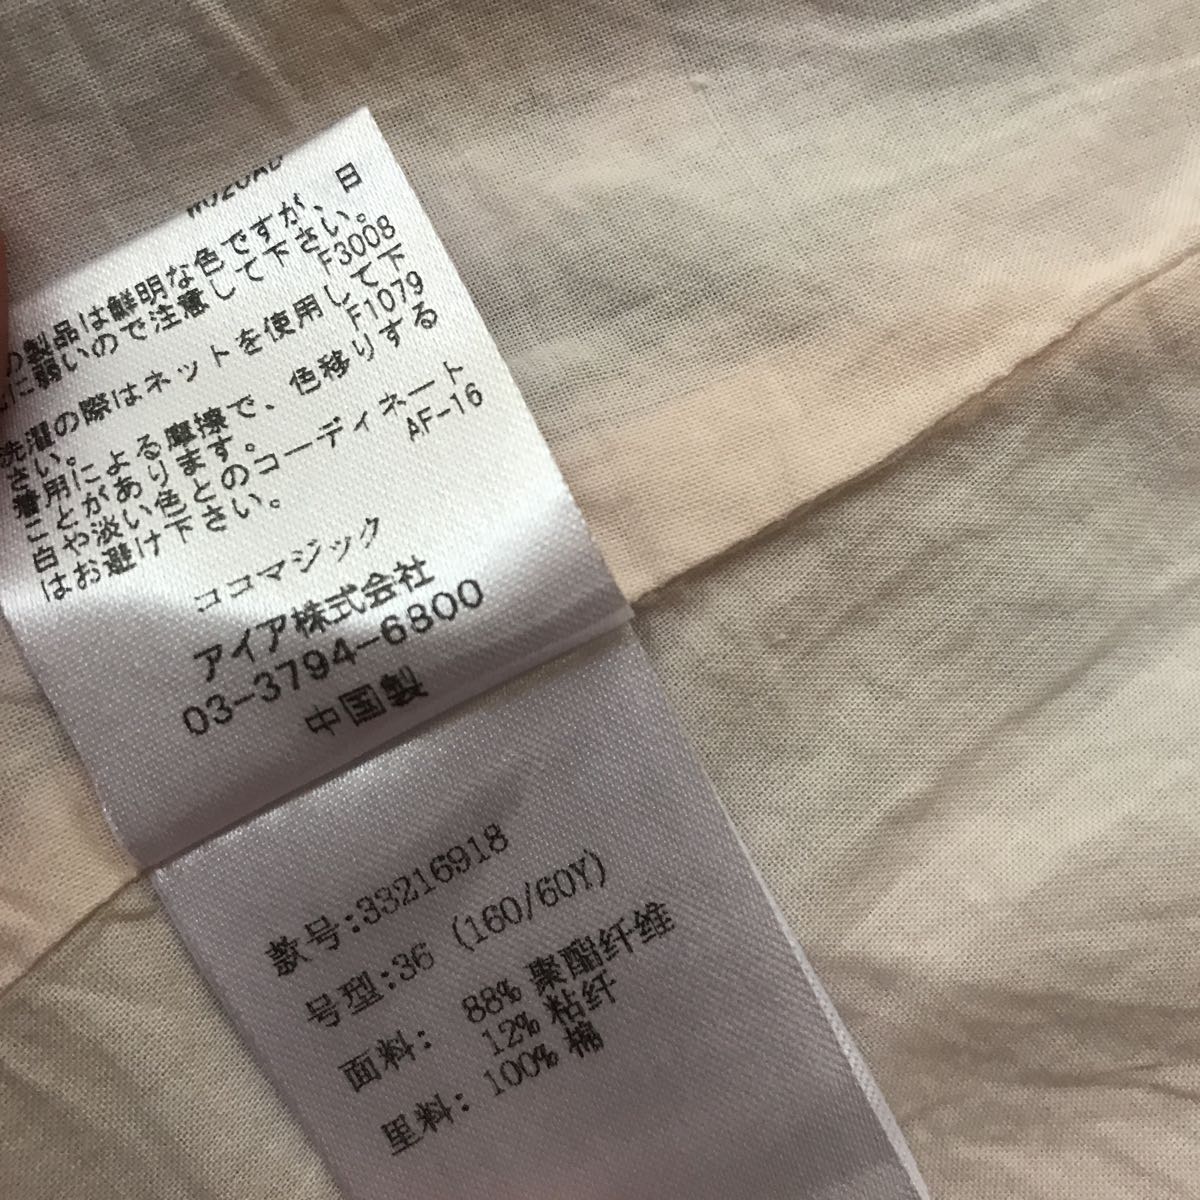 製品は鮮明な色ですが、日
に弱いので注意して下さい。
F3008
洗濯の際はネットを使用して下
さい。
F1079
着用による摩擦で、色移りする
ことがあります。
白や淡い色とのコーディネート
はお避け下さい。
AF-16
ココマジック
アイア株式会社
03-3794-6800
中国製
款号:33216918
号型:36 (160/60Y)
面料: 88% 聚酯纤维
12% 粘纤
里料: 100% 棉